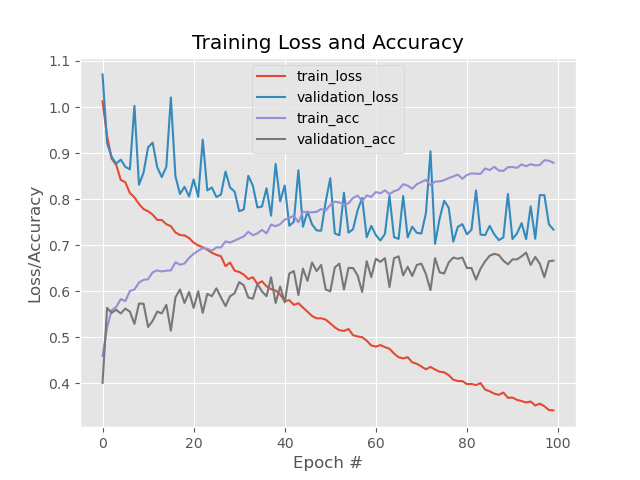 Training Loss and Accuracy
train_loss
validation_loss
train_acc
validation_acc
Loss/Accuracy
1.1
1.0
0.9
0.8
0.7
0.6
0.5
0.4
0
20
40
60
80
100
Epoch #